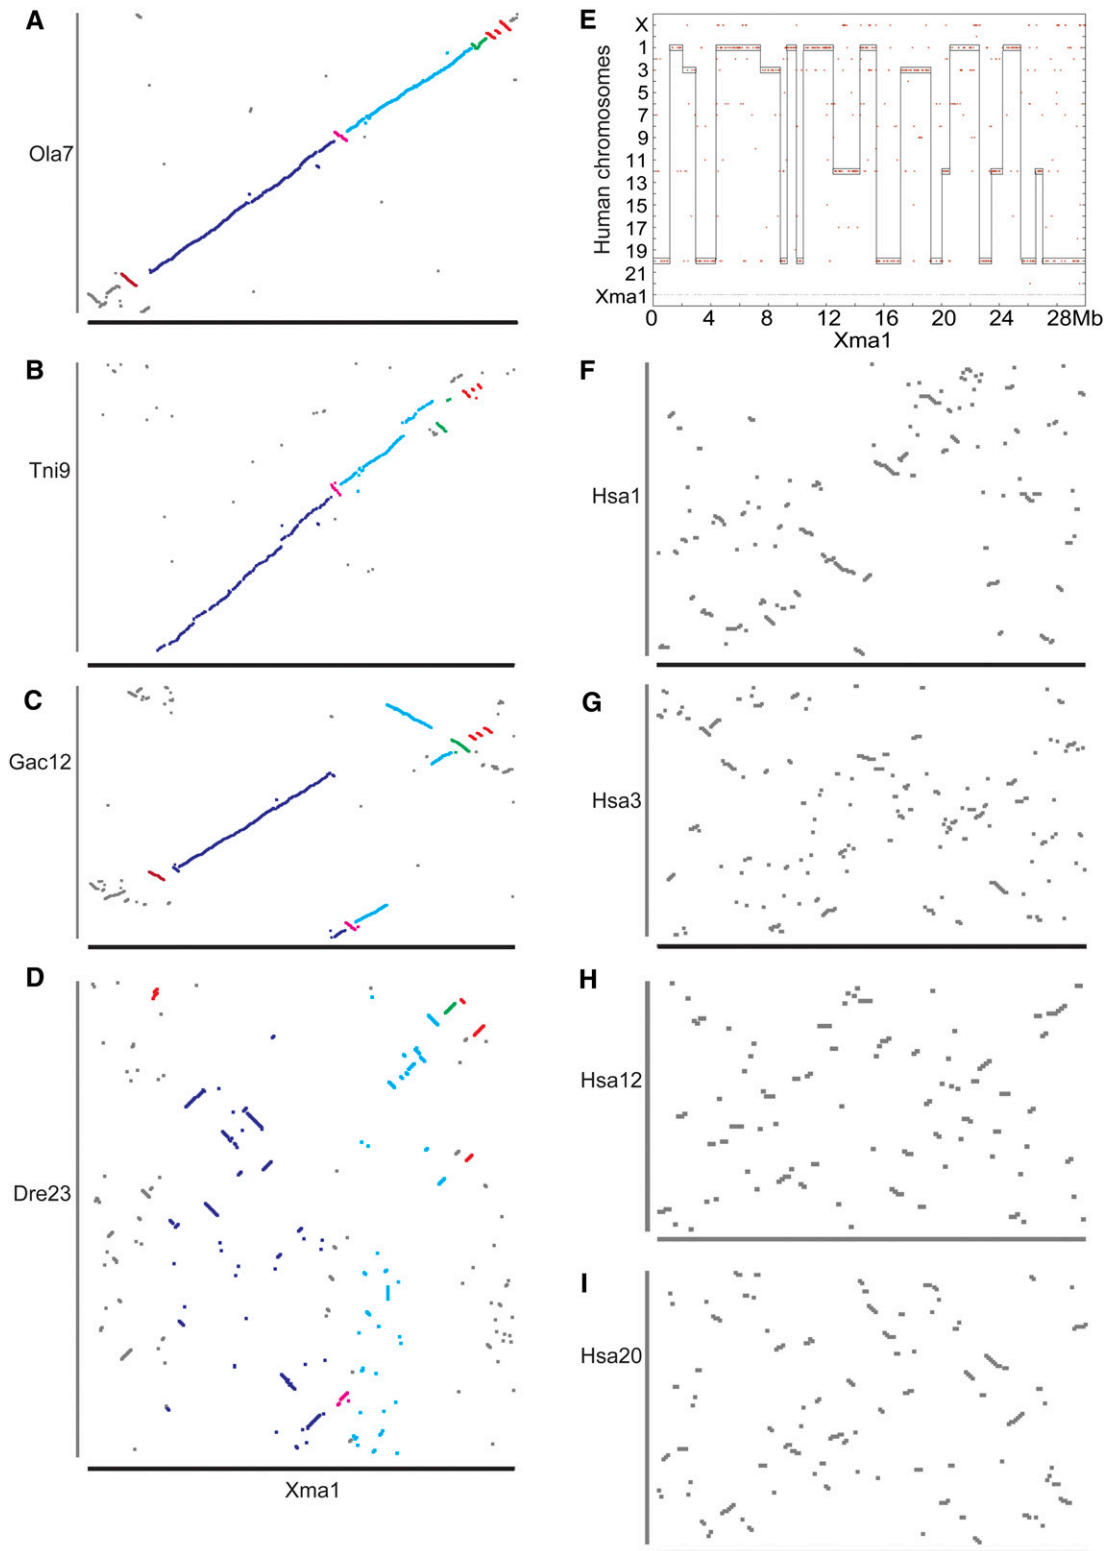 A
Ola7
B
Tni9
C
Gac12
D
Dre23
Xma1
E
Human chromosomes
X
1
3
5
7
9
11
13
15
17
19
21
Xma1
0 4 8 12 16 20 24 28Mb
Xma1
F
Hsa1
G
Hsa3
H
Hsa12
I
Hsa20